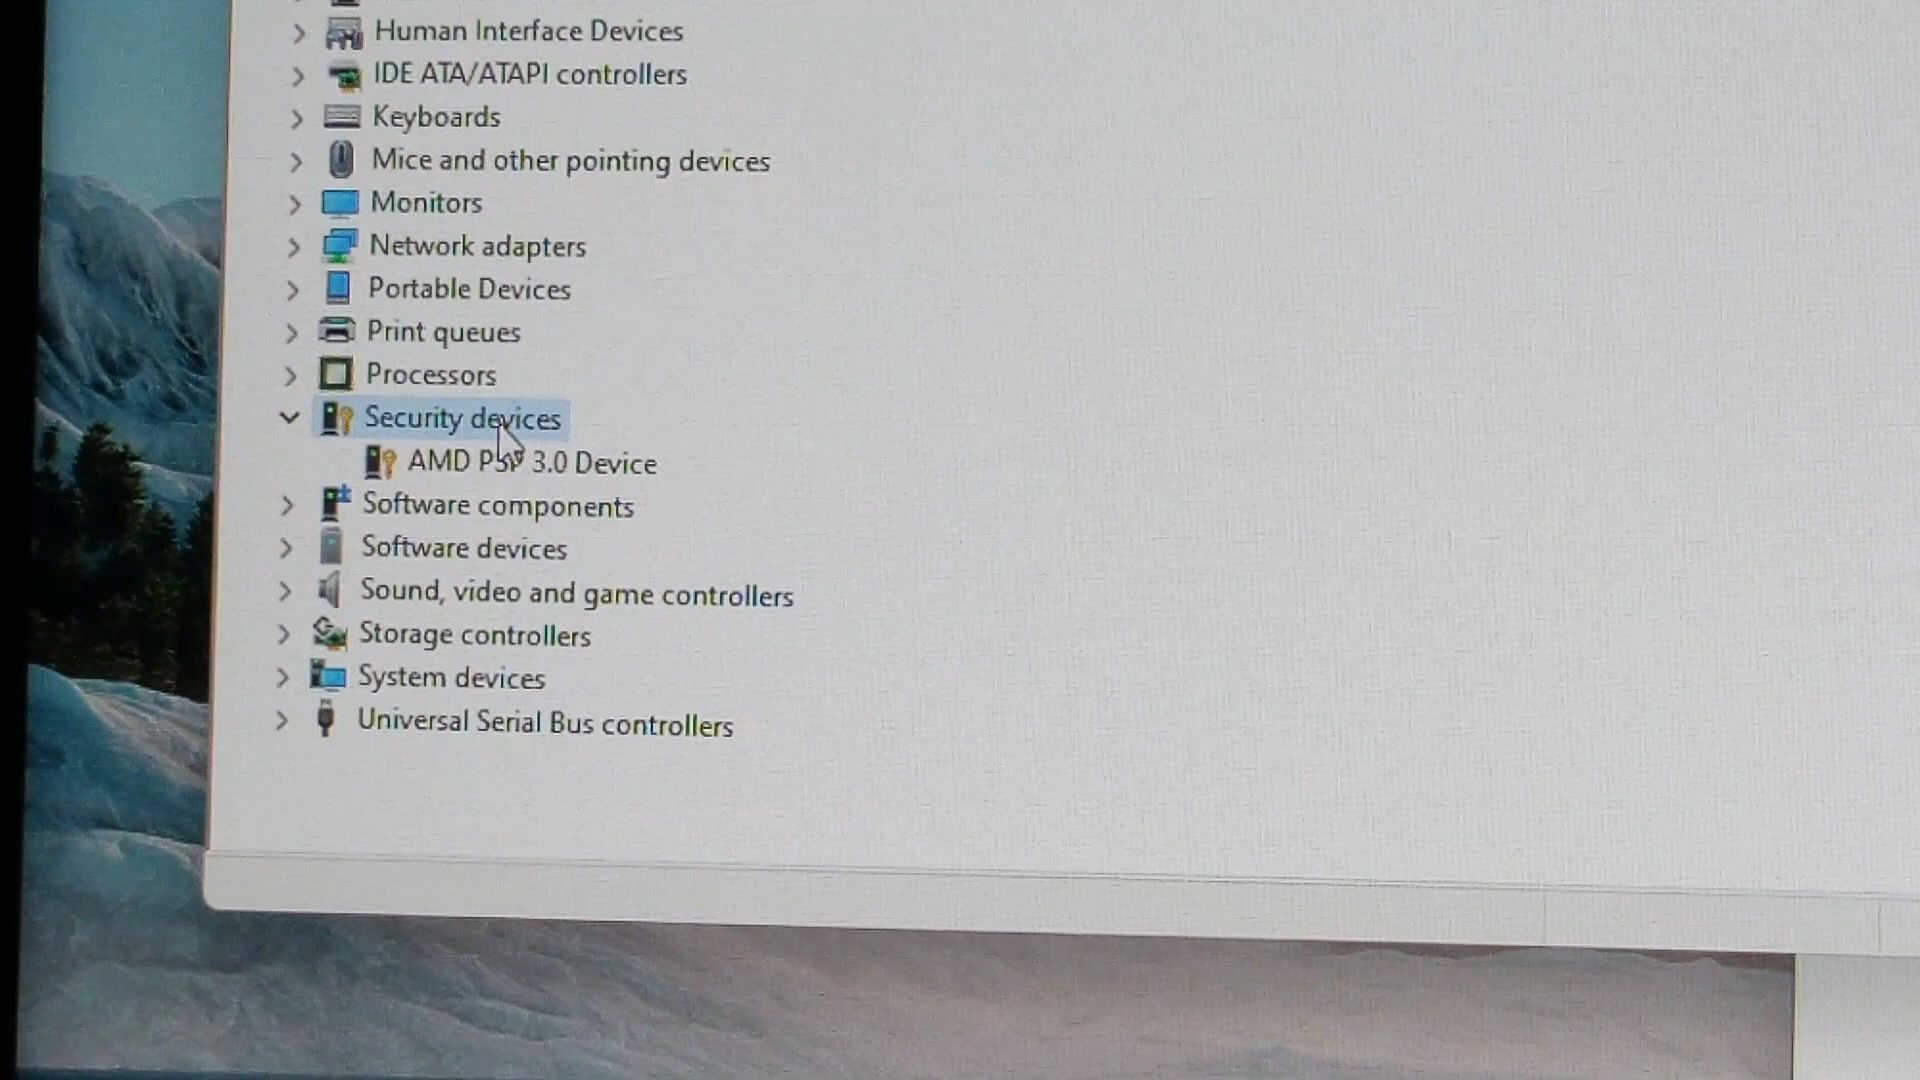 Human Interface Devices
IDE ATA/ATAPI controllers
Keyboards
Mice and other pointing devices
Monitors
Network adapters
Portable Devices
Print queues
Processors
Security devices
AMD PSP 3.0 Device
Software components
Software devices
Sound, video and game controllers
Storage controllers
System devices
Universal Serial Bus controllers